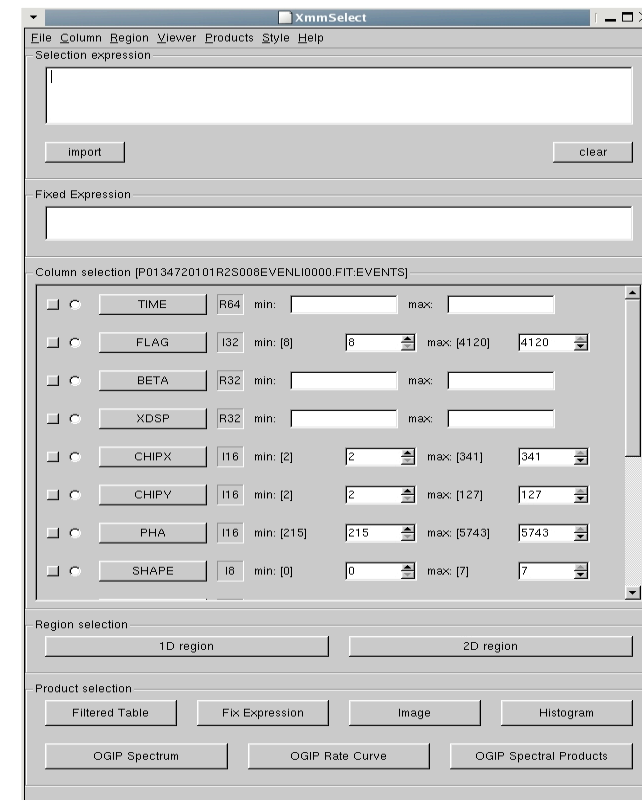 XmmSelect
File Column Region Viewer Products Style Help
Selection expression
import clear
Fixed Expression
Column selection [P0134720101R2S008EVENLI0000.FIT:EVENTS]
TIME R64 min: max:
FLAG I32 min: [8] 8 max: [4120] 4120
BETA R32 min: max:
XDSP R32 min: max:
CHIPX I16 min: [2] 2 max: [341] 341
CHIPY I16 min: [2] 2 max: [127] 127
PHA I16 min: [215] 215 max: [5743] 5743
SHAPE I8 min: [0] 0 max: [7] 7
Region selection
1D region 2D region
Product selection
Filtered Table Fix Expression Image Histogram
OGIP Spectrum OGIP Rate Curve OGIP Spectral Products